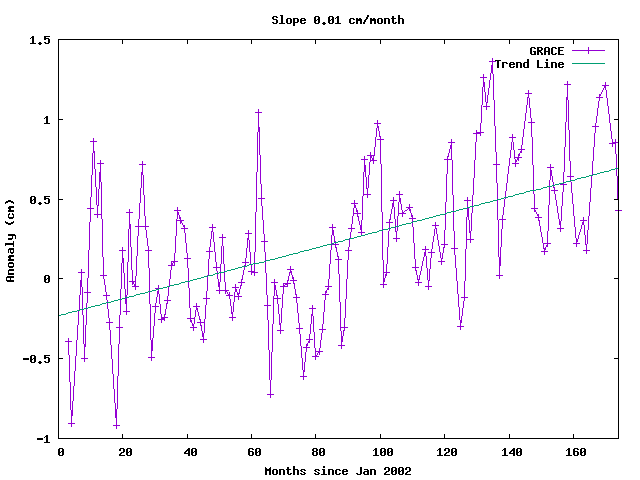 Slope 0.01 cm/month
1.5
GRACE
Trend Line
1
0.5
Anomaly (cm)
0
-0.5
-1
0 20 40 60 80 100 120 140 160
Months since Jan 2002